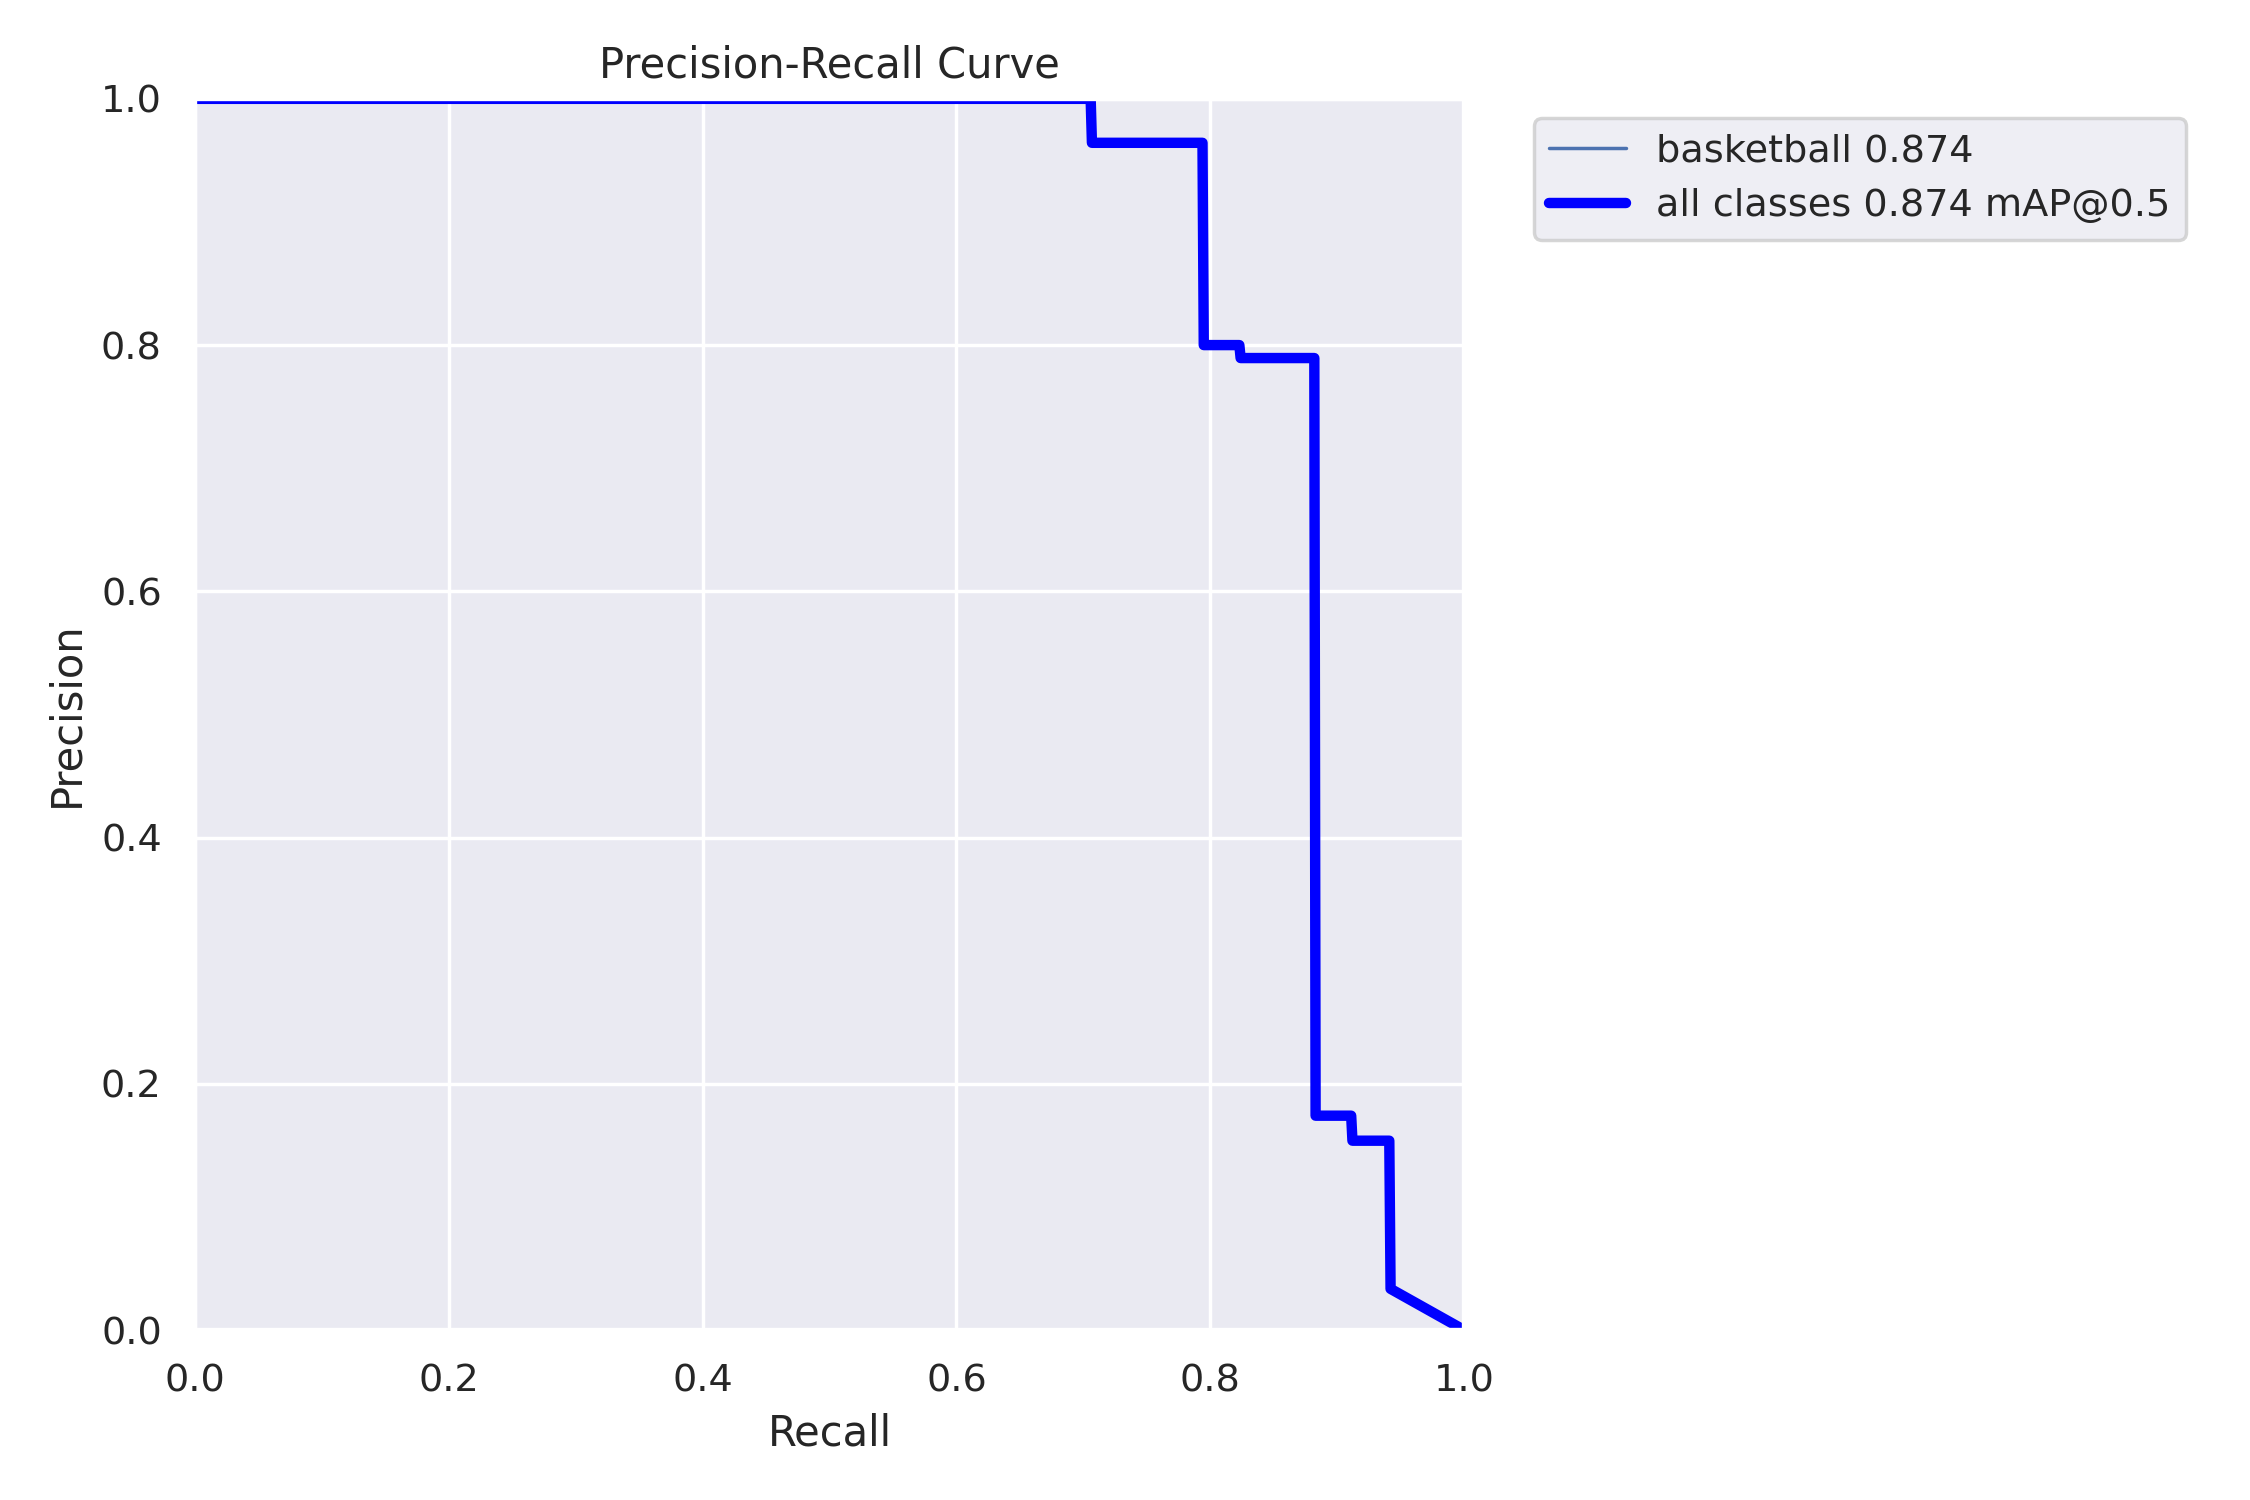 Precision-Recall Curve
basketball 0.874
all classes 0.874 mAP@0.5
1.0
0.8
0.6
0.4
0.2
0.0
Precision
0.0 0.2 0.4 0.6 0.8 1.0
Recall